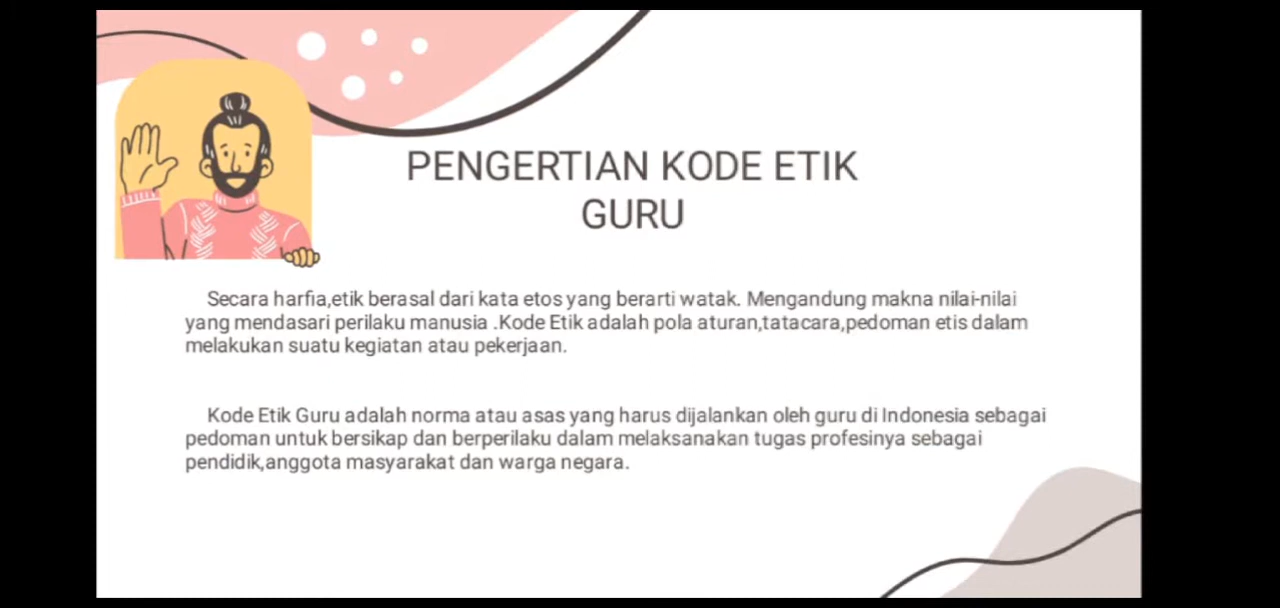 PENGERTIAN KODE ETIK
GURU
Secara harfia,etik berasal dari kata etos yang berarti watak. Mengandung makna nilai-nilai
yang mendasari perilaku manusia .Kode Etik adalah pola aturan,tatacara,pedoman etis dalam
melakukan suatu kegiatan atau pekerjaan.
Kode Etik Guru adalah norma atau asas yang harus dijalankan oleh guru di Indonesia sebagai
pedoman untuk bersikap dan berperilaku dalam melaksanakan tugas profesinya sebagai
pendidik,anggota masyarakat dan warga negara.